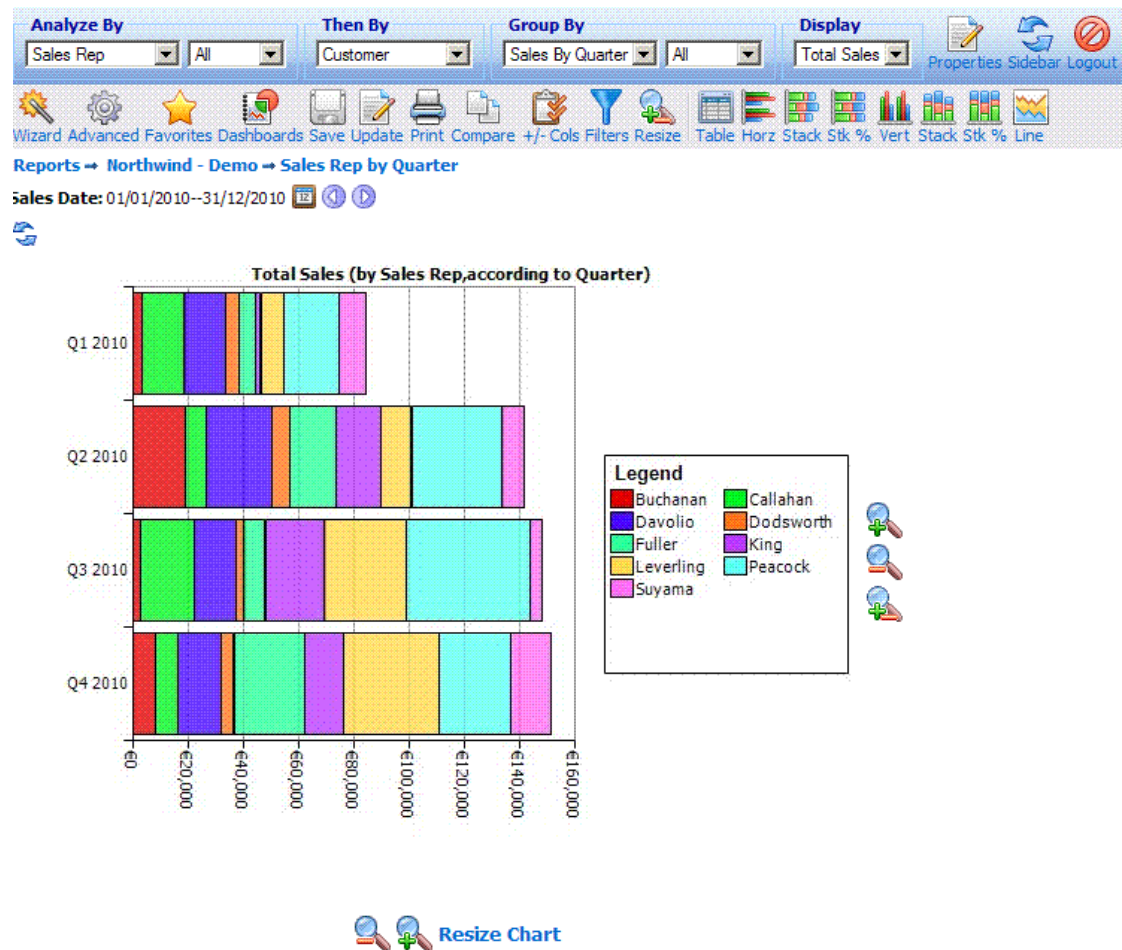 Analyze By Then By Group By Display
Sales Rep All Customer Sales By Quarter All Total Sales
Properties Sidebar Logout
Wizard Advanced Favorites Dashboards Save Update Print Compare +/- Cols Filters Resize Table Horz Stack Stk % Vert Stack Stk % Line
Reports → Northwind - Demo → Sales Rep by Quarter
Sales Date: 01/01/2010--31/12/2010 12
Total Sales (by Sales Rep,according to Quarter)
Q1 2010
Q2 2010
Q3 2010
Q4 2010
€0 €20,000 €40,000 €60,000 €80,000 €100,000 €120,000 €140,000 €160,000
Legend
Buchanan Callahan
Davolio Dodsworth
Fuller King
Leverling Peacock
Suyama
Resize Chart